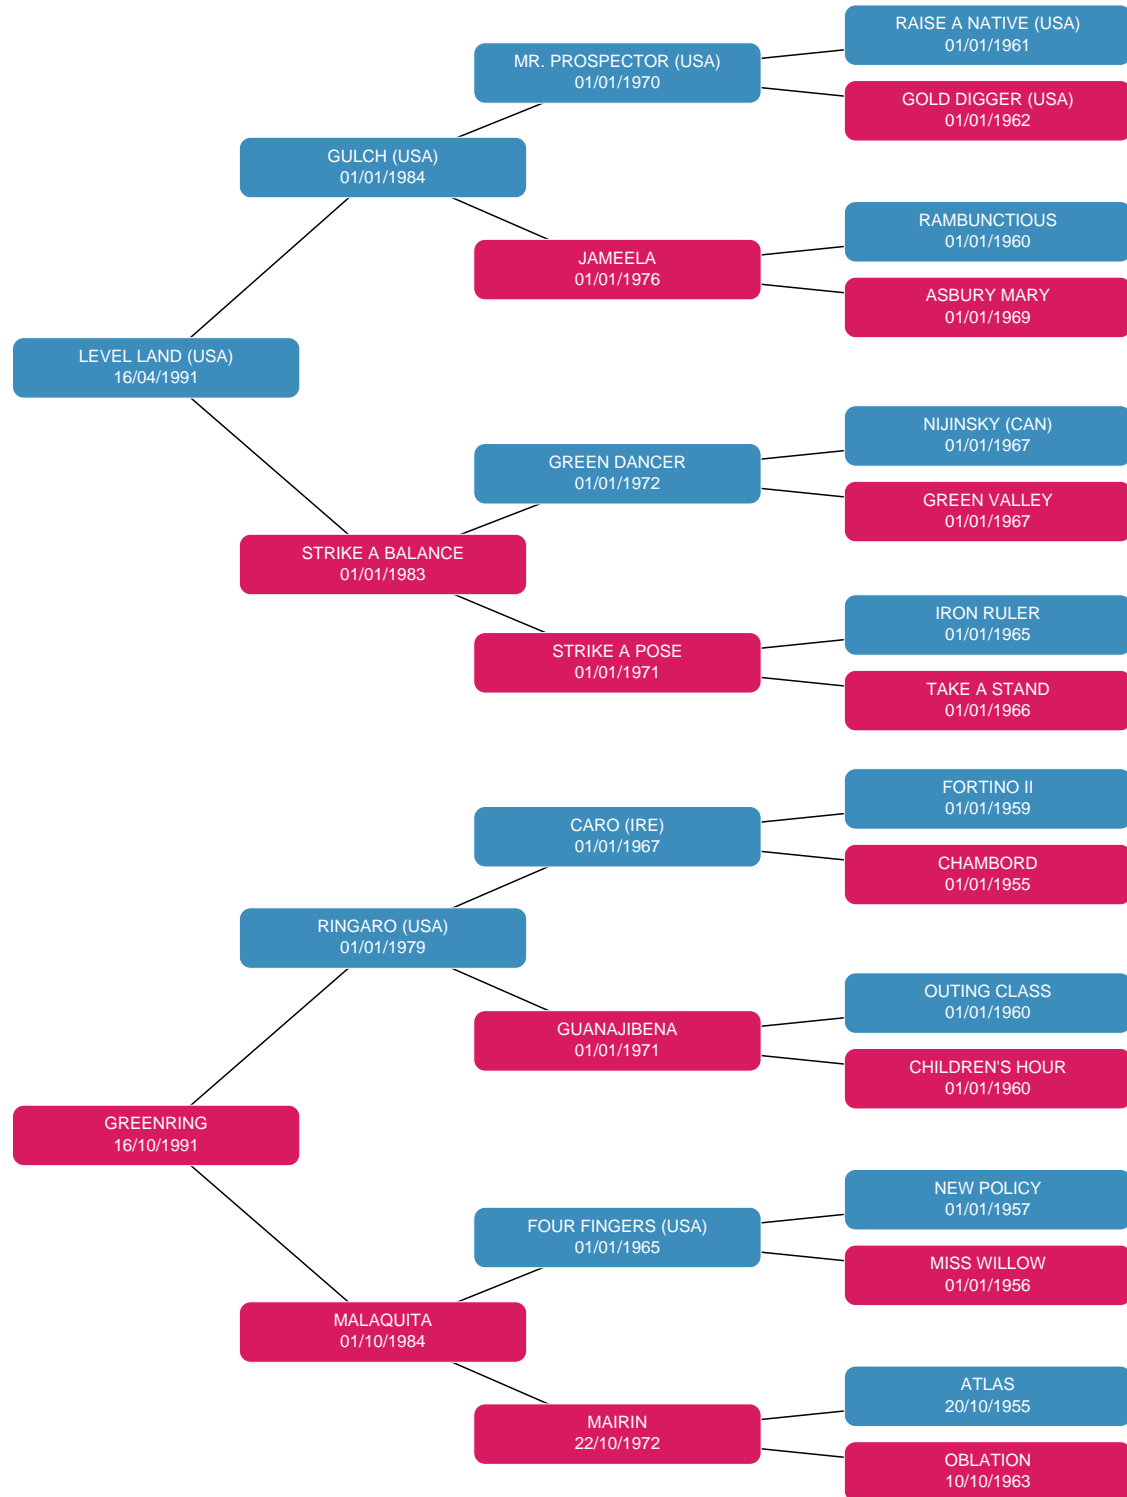 RAISE A NATIVE (USA)
01/01/1961
MR. PROSPECTOR (USA)
01/01/1970
GOLD DIGGER (USA)
01/01/1962
GULCH (USA)
01/01/1984
RAMBUNCTIOUS
01/01/1960
JAMEELA
01/01/1976
ASBURY MARY
01/01/1969
LEVEL LAND (USA)
16/04/1991
NIJINSKY (CAN)
01/01/1967
GREEN DANCER
01/01/1972
GREEN VALLEY
01/01/1967
STRIKE A BALANCE
01/01/1983
IRON RULER
01/01/1965
STRIKE A POSE
01/01/1971
TAKE A STAND
01/01/1966
FORTINO II
01/01/1959
CARO (IRE)
01/01/1967
CHAMBORD
01/01/1955
RINGARO (USA)
01/01/1979
OUTING CLASS
01/01/1960
GUANAJIBENA
01/01/1971
CHILDREN'S HOUR
01/01/1960
GREENRING
16/10/1991
NEW POLICY
01/01/1957
FOUR FINGERS (USA)
01/01/1965
MISS WILLOW
01/01/1956
MALAQUITA
01/10/1984
ATLAS
20/10/1955
MAIRIN
22/10/1972
OBLATION
10/10/1963